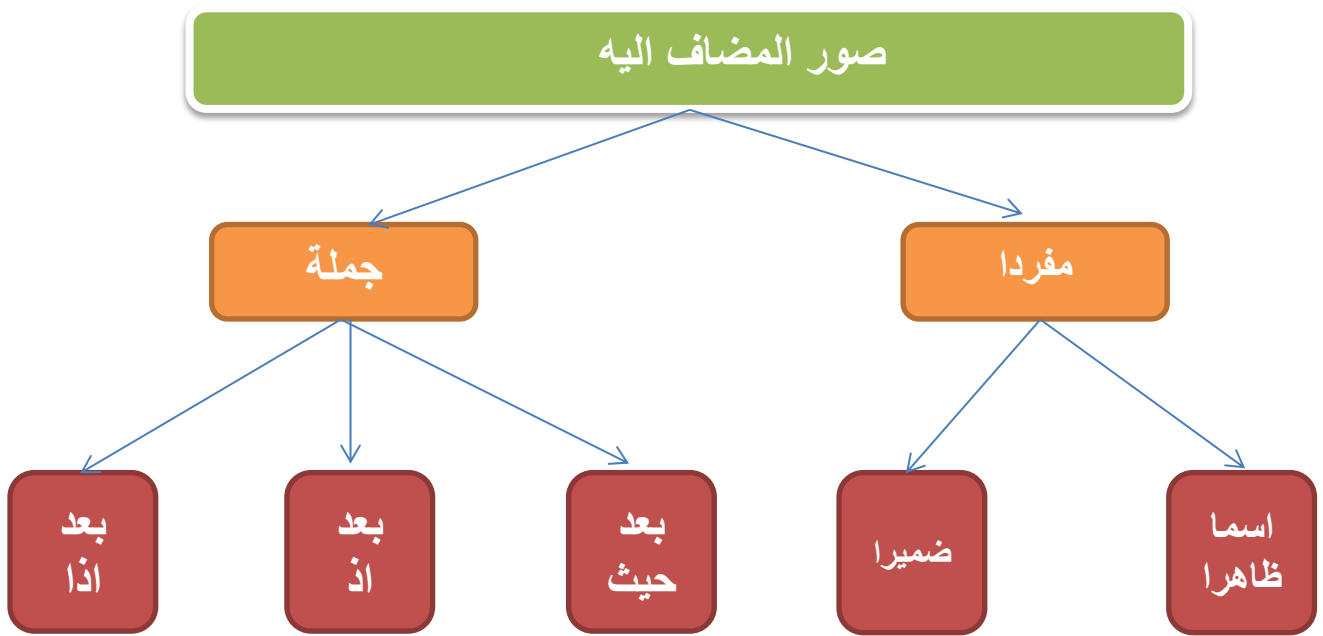 صور المضاف اليه
مفردا
جملة
اسما
ظاهرا
ضميرا
بعد
حيث
بعد
اذ
بعد
اذا